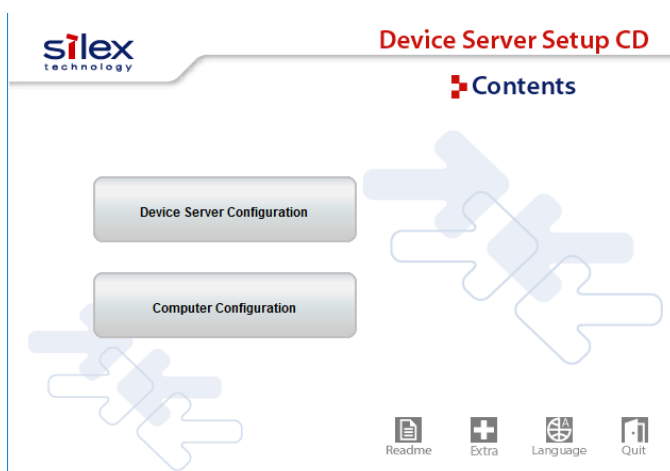 silex
technology
Device Server Setup CD
Contents
Device Server Configuration
Computer Configuration
Readme
Extra
A
Language
Quit